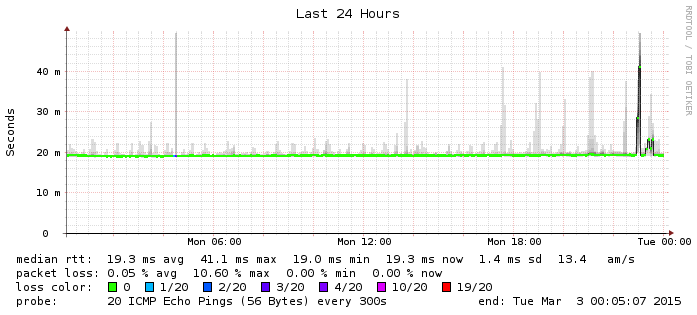 Last 24 Hours
RRDTOOL / TOBI OETIKER
Seconds
40 m
30 m
20 m
10 m
0
Mon 06:00 Mon 12:00 Mon 18:00 Tue 00:00
median rtt: 19.3 ms avg 41.1 ms max 19.0 ms min 19.3 ms now 1.4 ms sd 13.4 am/s
packet loss: 0.05 % avg 10.60 % max 0.00 % min 0.00 % now
loss color: 0 1/20 2/20 3/20 4/20 10/20 19/20
probe: 20 ICMP Echo Pings (56 Bytes) every 300s end: Tue Mar 3 00:05:07 2015